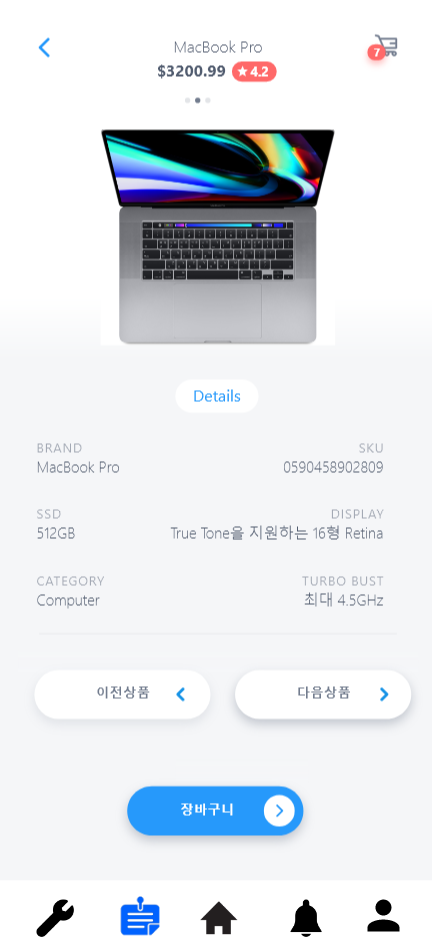 MacBook Pro
$3200.99 ★ 4.2
7
Details
BRAND
SKU
MacBook Pro
0590458902809
SSD
DISPLAY
512GB
True Tone을 지원하는 16형 Retina
CATEGORY
TURBO BUST
Computer
최대 4.5GHz
이전상품
다음상품
장바구니